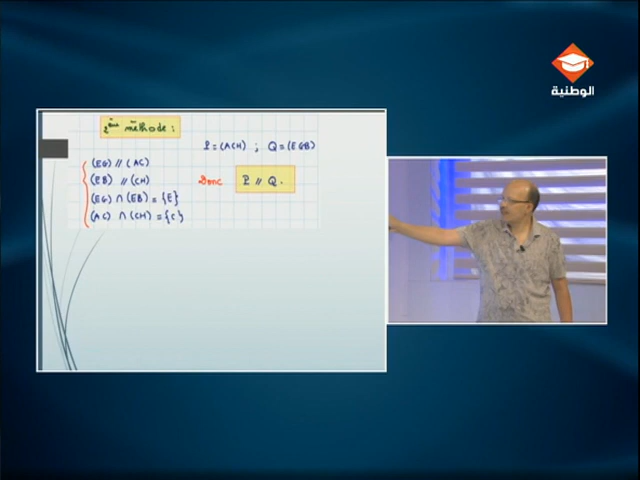 الوطنية
2ème méthode :
P = (ACH) ; Q = (EGB)
(EG) // (AC)
(EB) // (CH)
Donc P // Q.
(EG) ∩ (EB) = {E}
(AC) ∩ (CH) = {C}